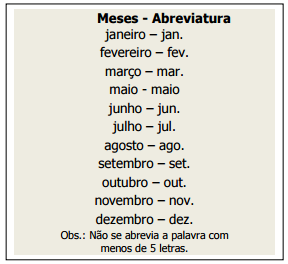 Meses - Abreviatura
janeiro – jan.
fevereiro – fev.
março – mar.
maio - maio
junho – jun.
julho – jul.
agosto – ago.
setembro – set.
outubro – out.
novembro – nov.
dezembro – dez.
Obs.: Não se abrevia a palavra com
menos de 5 letras.